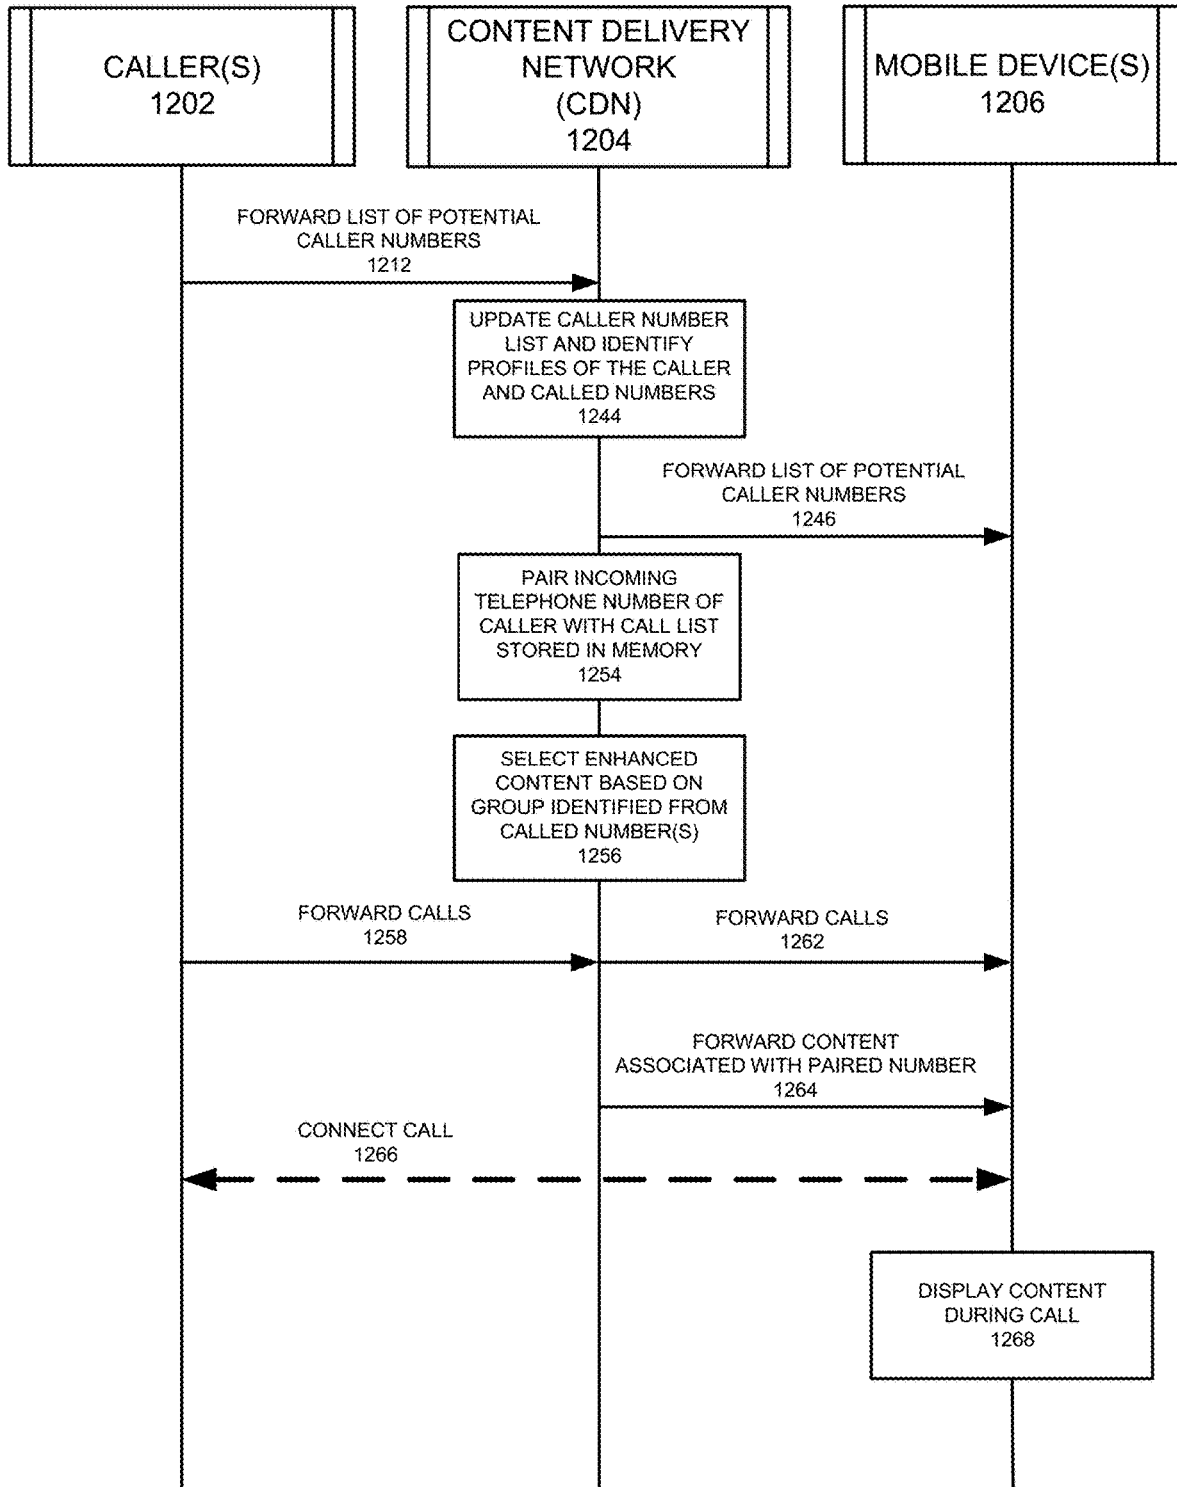 CALLER(S)
1202
CONTENT DELIVERY
NETWORK
(CDN)
1204
MOBILE DEVICE(S)
1206
FORWARD LIST OF POTENTIAL
CALLER NUMBERS
1212
UPDATE CALLER NUMBER
LIST AND IDENTIFY
PROFILES OF THE CALLER
AND CALLED NUMBERS
1244
FORWARD LIST OF POTENTIAL
CALLER NUMBERS
1246
PAIR INCOMING
TELEPHONE NUMBER OF
CALLER WITH CALL LIST
STORED IN MEMORY
1254
SELECT ENHANCED
CONTENT BASED ON
GROUP IDENTIFIED FROM
CALLED NUMBER(S)
1256
FORWARD CALLS
1258
FORWARD CALLS
1262
FORWARD CONTENT
ASSOCIATED WITH PAIRED NUMBER
1264
CONNECT CALL
1266
DISPLAY CONTENT
DURING CALL
1268